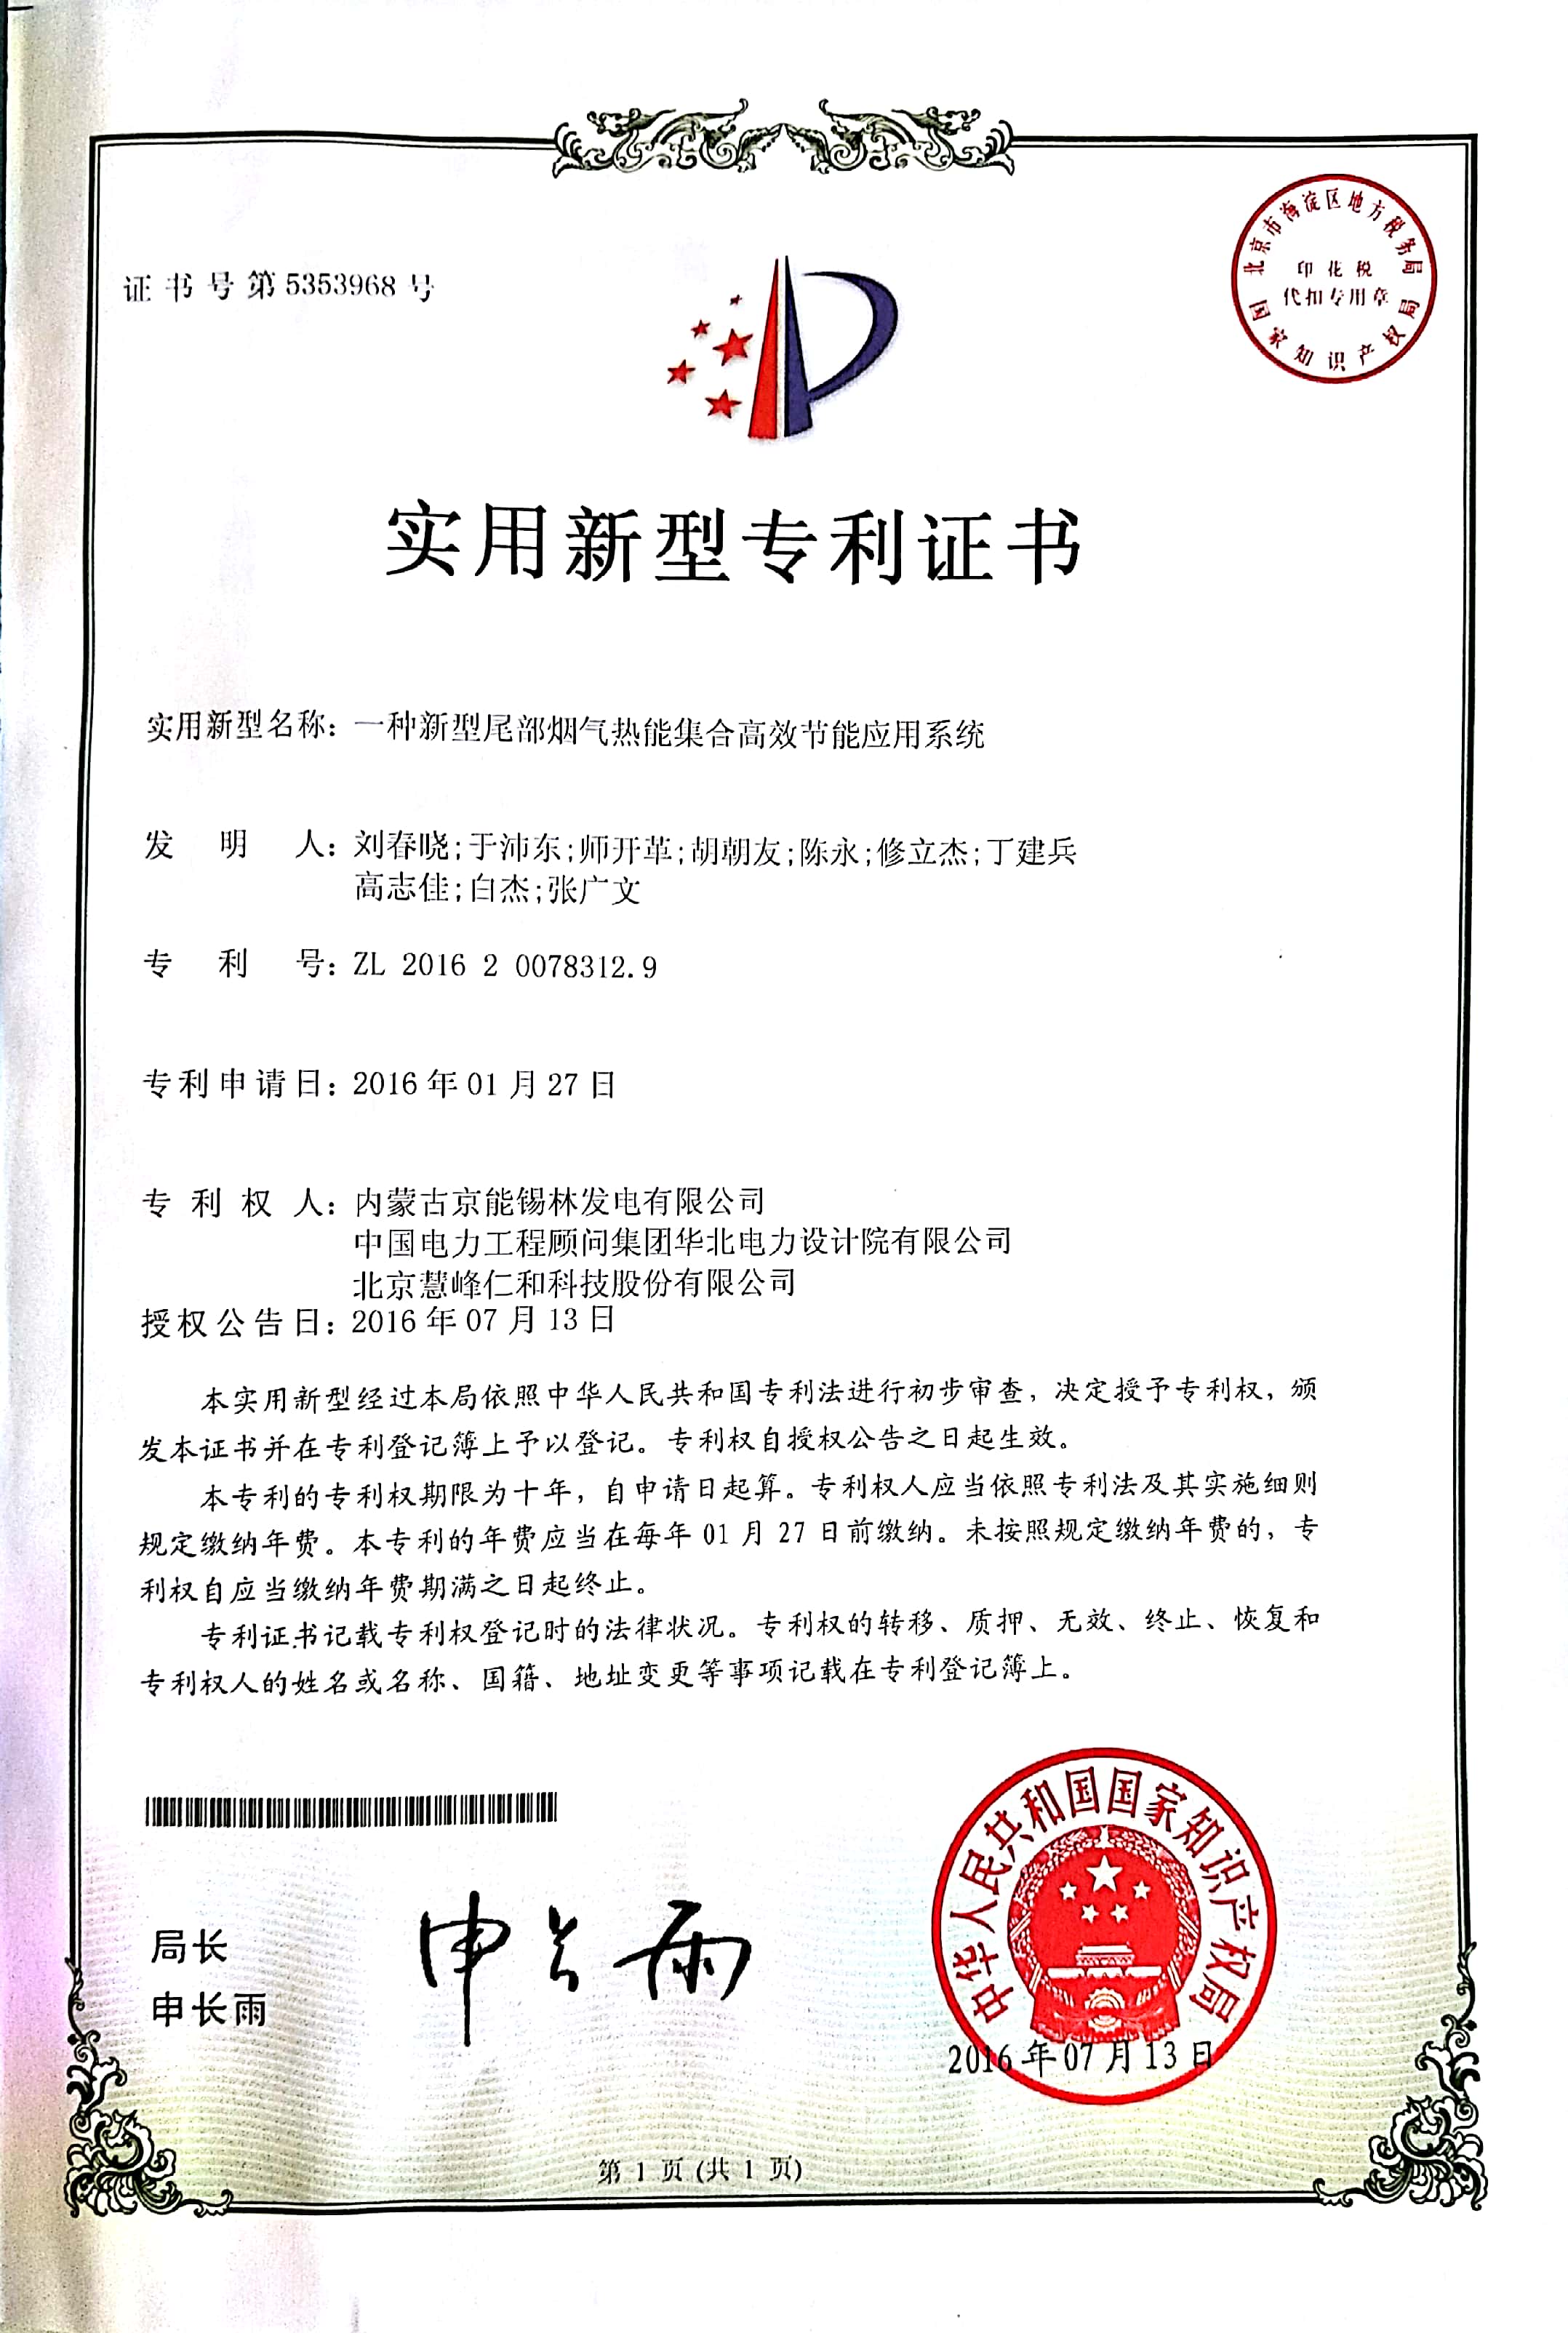 证书号第5353968号
北京市海淀区地方税务局
印花税
代扣专用章
国家知识产权局
实用新型专利证书
实用新型名称：一种新型尾部烟气热能集合高效节能应用系统
发明人：刘春晓;于沛东;师开革;胡朝友;陈永;修立杰;丁建兵
高志佳;白杰;张广文
专利号：ZL 2016 2 0078312.9
专利申请日：2016年01月27日
专利权人：内蒙古京能锡林发电有限公司
中国电力工程顾问集团华北电力设计院有限公司
北京慧峰仁和科技股份有限公司
授权公告日：2016年07月13日
本实用新型经过本局依照中华人民共和国专利法进行初步审查，决定授予专利权，颁
发本证书并在专利登记簿上予以登记。专利权自授权公告之日起生效。
本专利的专利权期限为十年，自申请日起算。专利权人应当依照专利法及其实施细则
规定缴纳年费。本专利的年费应当在每年01月27日前缴纳。未按照规定缴纳年费的，专
利权自应当缴纳年费期满之日起终止。
专利证书记载专利权登记时的法律状况。专利权的转移、质押、无效、终止、恢复和
专利权人的姓名或名称、国籍、地址变更等事项记载在专利登记簿上。
局长
申长雨
申长雨
中华人民共和国国家知识产权局
2016年07月13日
第1页(共1页)